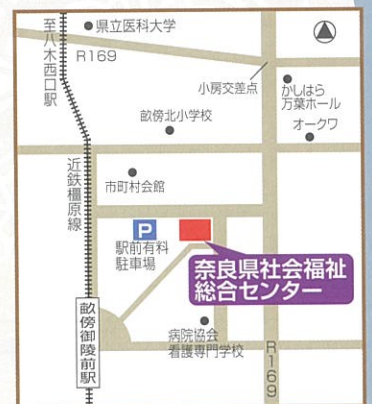 県立医科大学
至八木西口駅
R169
小房交差点
かしはら
万葉ホール
畝傍北小学校
オークワ
近鉄橿原線
市町村会館
P
駅前有料
駐車場
奈良県社会福祉
総合センター
畝傍御陵前駅
病院協会
看護専門学校
R169